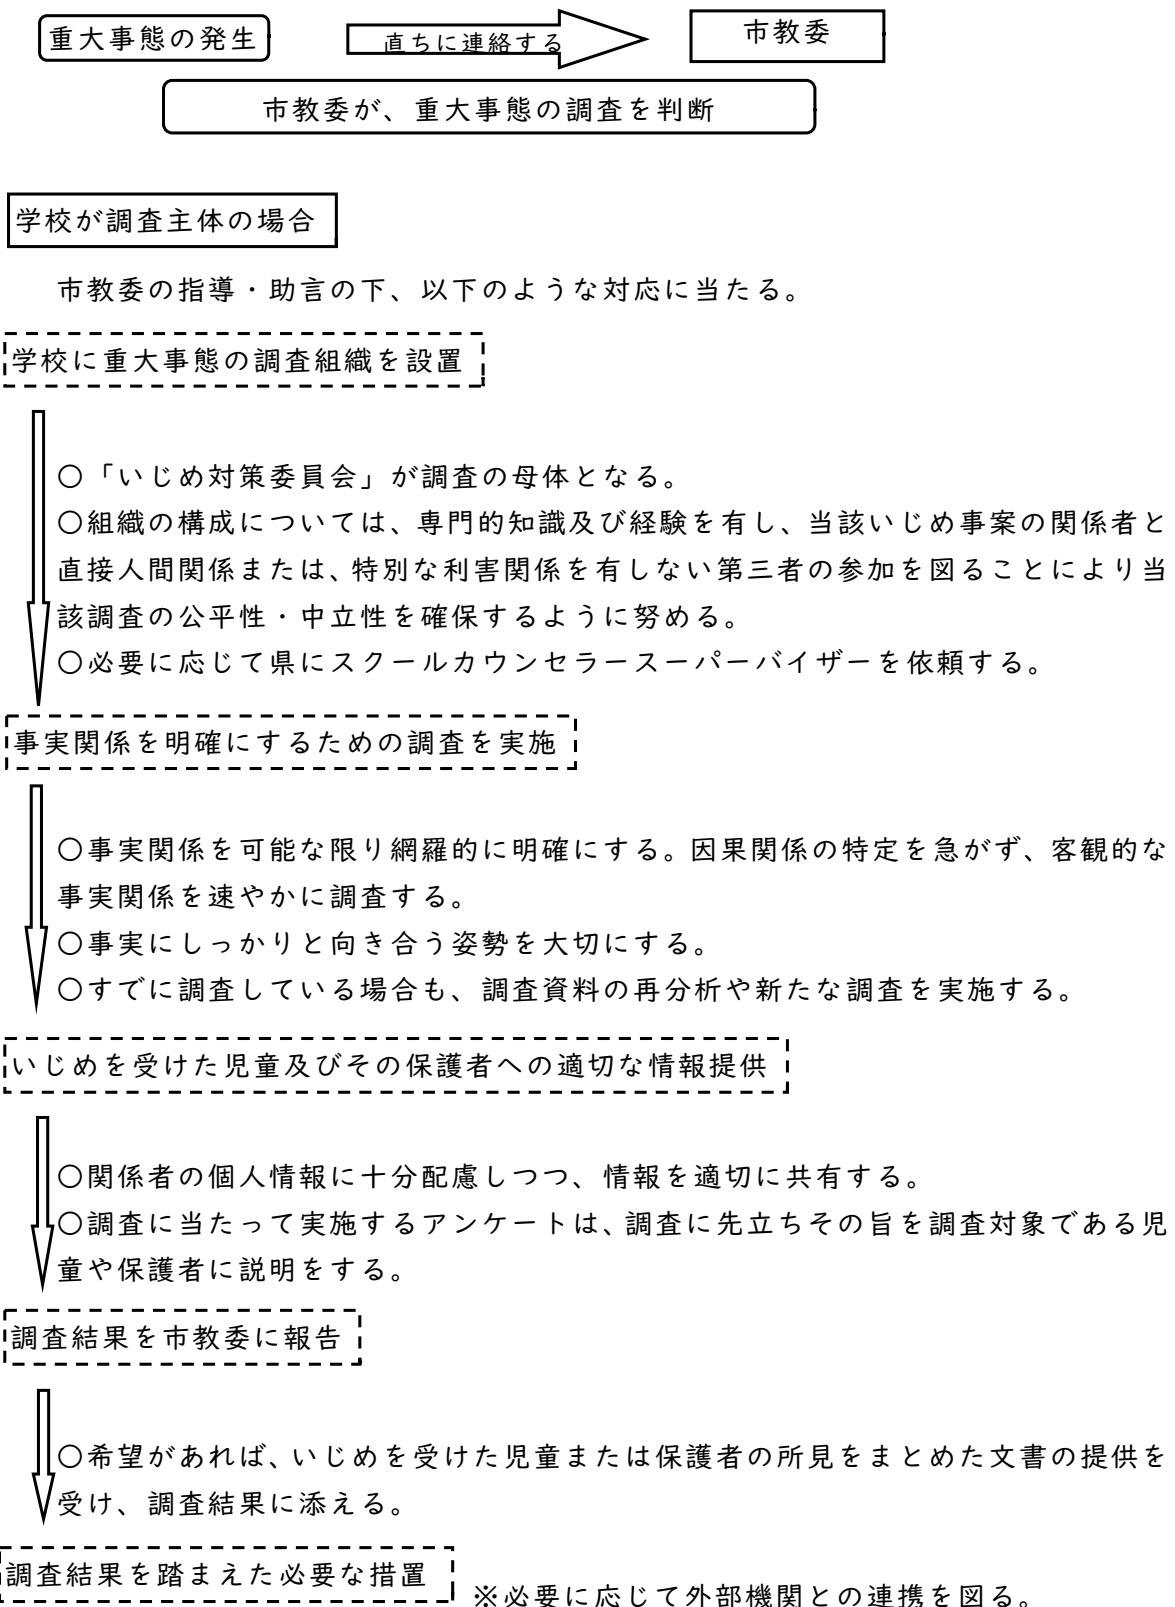 重大事態の発生 直ちに連絡する 市教委
市教委が、重大事態の調査を判断
学校が調査主体の場合
市教委の指導・助言の下、以下のような対応に当たる。
学校に重大事態の調査組織を設置
〇「いじめ対策委員会」が調査の母体となる。
〇組織の構成については、専門的知識及び経験を有し、当該いじめ事案の関係者と
直接人間関係または、特別な利害関係を有しない第三者の参加を図ることにより当
該調査の公平性・中立性を確保するように努める。
〇必要に応じて県にスクールカウンセラースーパーバイザーを依頼する。
事実関係を明確にするための調査を実施
〇事実関係を可能な限り網羅的に明確にする。因果関係の特定を急がず、客観的な
事実関係を速やかに調査する。
〇事実にしっかりと向き合う姿勢を大切にする。
〇すでに調査している場合も、調査資料の再分析や新たな調査を実施する。
いじめを受けた児童及びその保護者への適切な情報提供
〇関係者の個人情報に十分配慮しつつ、情報を適切に共有する。
〇調査に当たって実施するアンケートは、調査に先立ちその旨を調査対象である児
童や保護者に説明をする。
調査結果を市教委に報告
〇希望があれば、いじめを受けた児童または保護者の所見をまとめた文書の提供を
受け、調査結果に添える。
調査結果を踏まえた必要な措置
※必要に応じて外部機関との連携を図る。